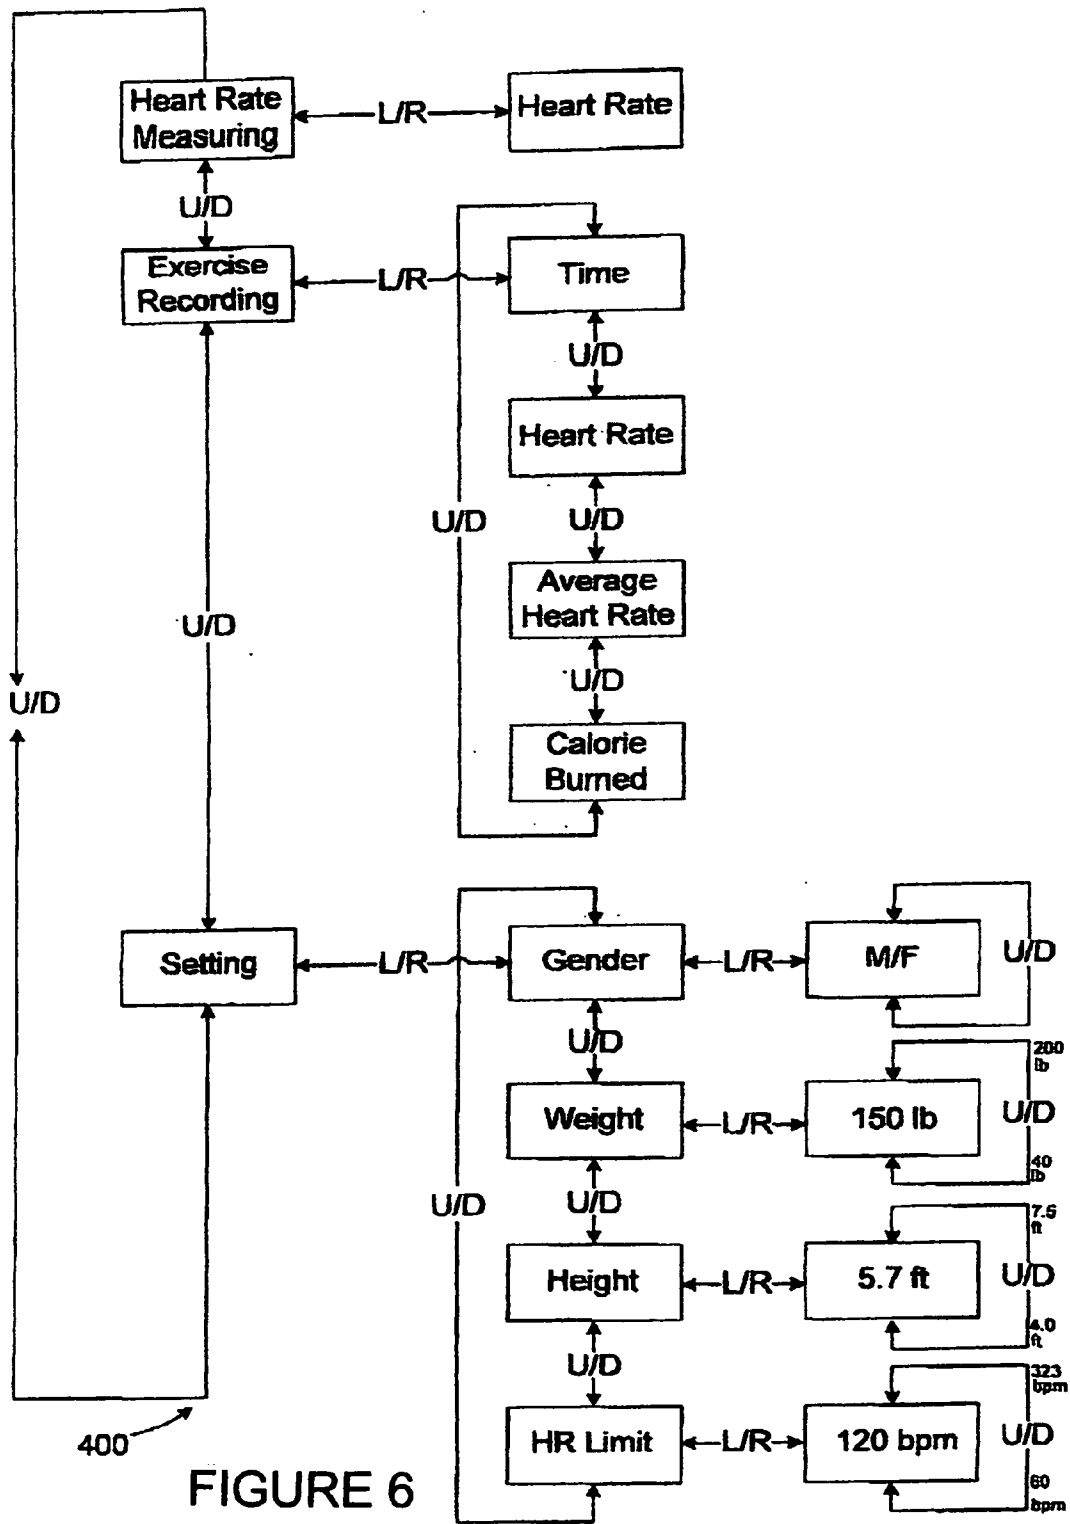 Heart Rate
Measuring
L/R
Heart Rate
U/D
Exercise
Recording
L/R
Time
U/D
Heart Rate
U/D
U/D
Average
Heart Rate
U/D
U/D
U/D
Calorie
Burned
Setting
L/R
Gender
L/R
M/F
U/D
U/D
200
lb
Weight
L/R
150 lb
U/D
40
lb
U/D
U/D
7.5
ft
Height
L/R
5.7 ft
U/D
4.0
ft
U/D
323
bpm
HR Limit
L/R
120 bpm
U/D
60
bpm
400
FIGURE 6